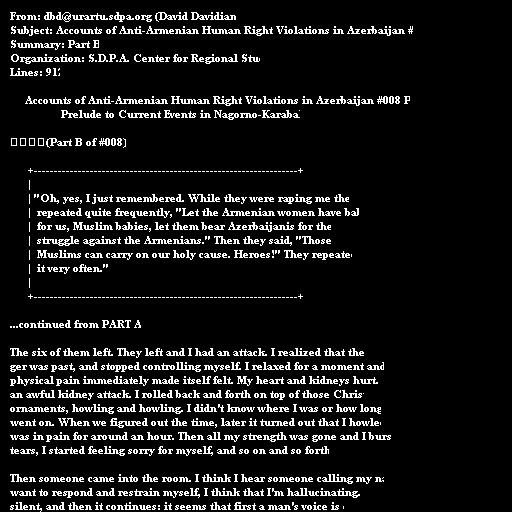 From: dbd@urartu.sdpa.org (David Davidian
Subject: Accounts of Anti-Armenian Human Right Violations in Azerbaijan #
Summary: Part
Organization: S.D.P.A. Center for Regional
Lines:
Accounts of Anti-Armenian Human Right Violations in Azerbaijan #008
Prelude to Current Events in
(Part B of #008)
+------------------------------------------------------------------+
|
| "Oh, yes, I just remembered. While they were raping me
| repeated quite frequently, "Let the Armenian women have
| for us, Muslim babies, let them bear Azerbaijanis for the
| struggle against the Armenians." Then they said, "Those
| Muslims can carry on our holy cause. Heroes!" They
| it very often."
|
+------------------------------------------------------------------+
...continued from PART A
The six of them left. They left and I had an attack. I realized that the
ger was past, and stopped controlling myself. I relaxed for a moment and
physical pain immediately made itself felt. My heart and kidneys hurt.
an awful kidney attack. I rolled back and forth on top of those
ornaments, howling and howling. I didn't know where I was or how long
went on. When we figured out the time, later it turned out that I
was in pain for around an hour. Then all my strength was gone and I
tears, I started feeling sorry for myself, and so on and so forth
Then someone came into the room. I think I hear someone calling my
want to respond and restrain myself, I think that I'm hallucinating.
silent, and then it continues: it seems that first a man's voice is